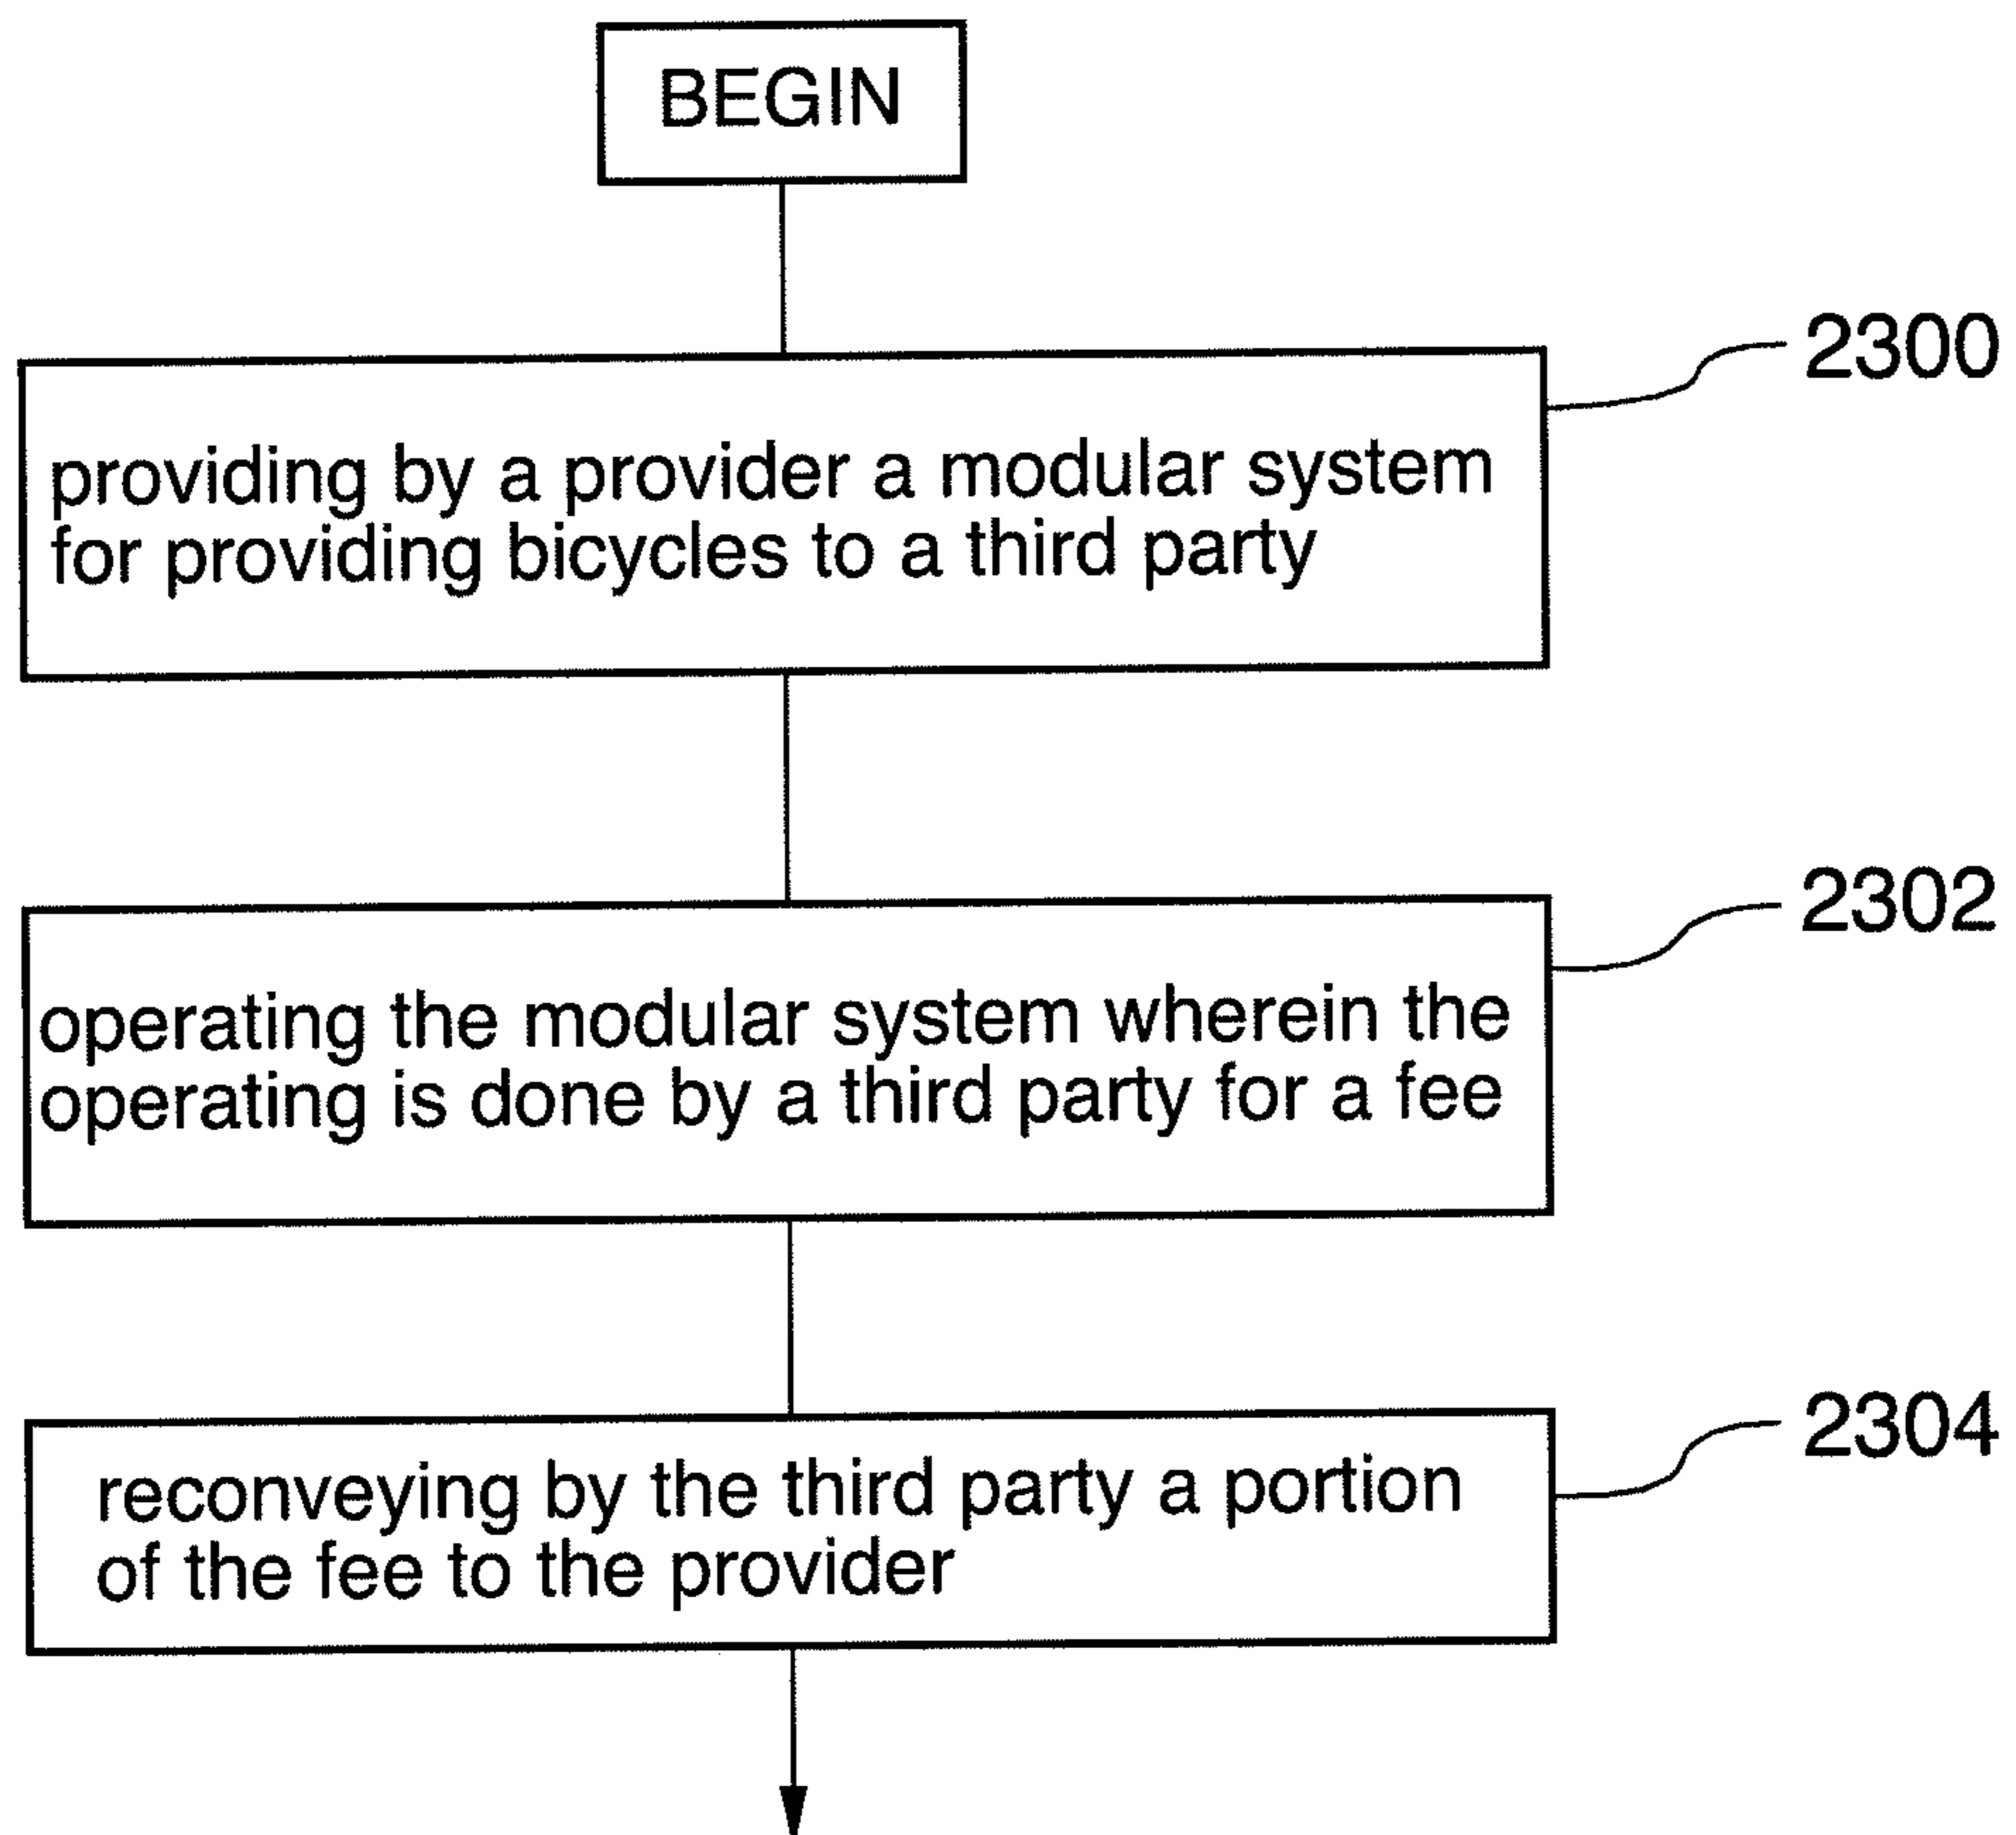 BEGIN
2300
providing by a provider a modular system
for providing bicycles to a third party
2302
operating the modular system wherein the
operating is done by a third party for a fee
2304
reconveying by the third party a portion
of the fee to the provider